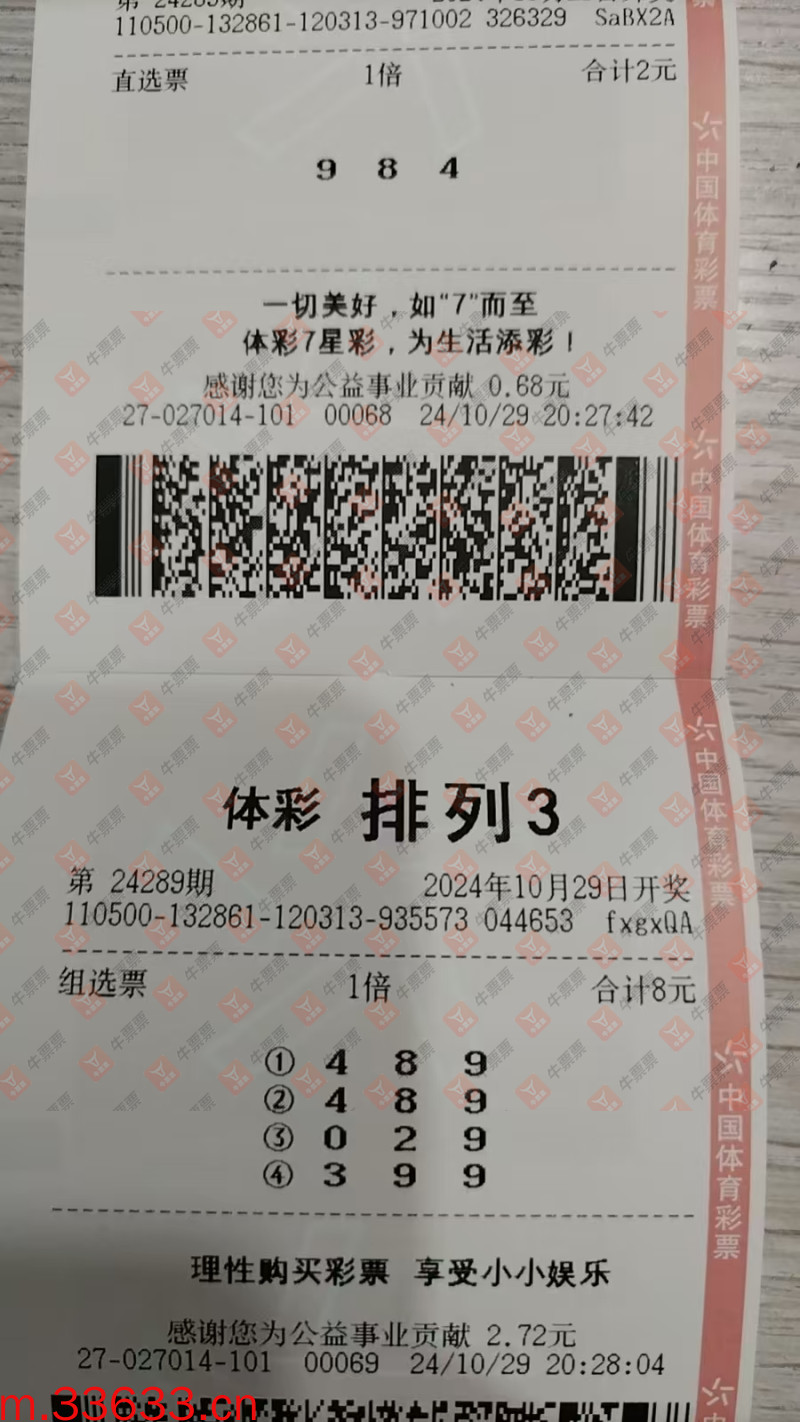 110500-132861-120313-971002 326329 SaBX2A
直选票 1倍 合计2元
9 8 4
一切美好，如“7”而至
体彩7星彩，为生活添彩！
感谢您为公益事业贡献 0.68元
27-027014-101 00068 24/10/29 20:27:42
中国体育彩票
中国体育彩票
体彩 排列3
第 24289期 2024年10月29日开奖
110500-132861-120313-935573 044653 fxgxQA
组选票 1倍 合计8元
① 4 8 9
② 4 8 9
③ 0 2 9
④ 3 9 9
中国体育彩票
中国体育彩票
理性购买彩票 享受小小娱乐
感谢您为公益事业贡献 2.72元
27-027014-101 00069 24/10/29 20:28:04
m.33633.cn
牛票票